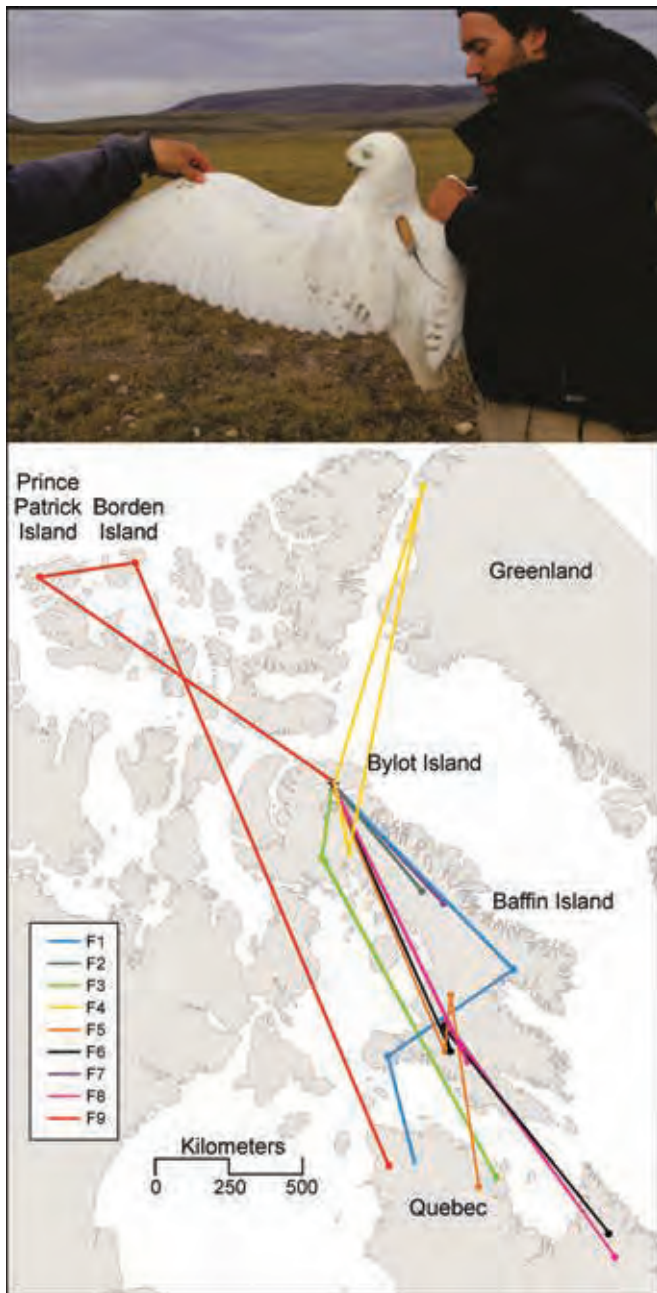 Prince
Patrick
Island
Borden
Island
Greenland
Bylot Island
Baffin Island
F1
F2
F3
F4
F5
F6
F7
F8
F9
Kilometers
0 250 500
Quebec